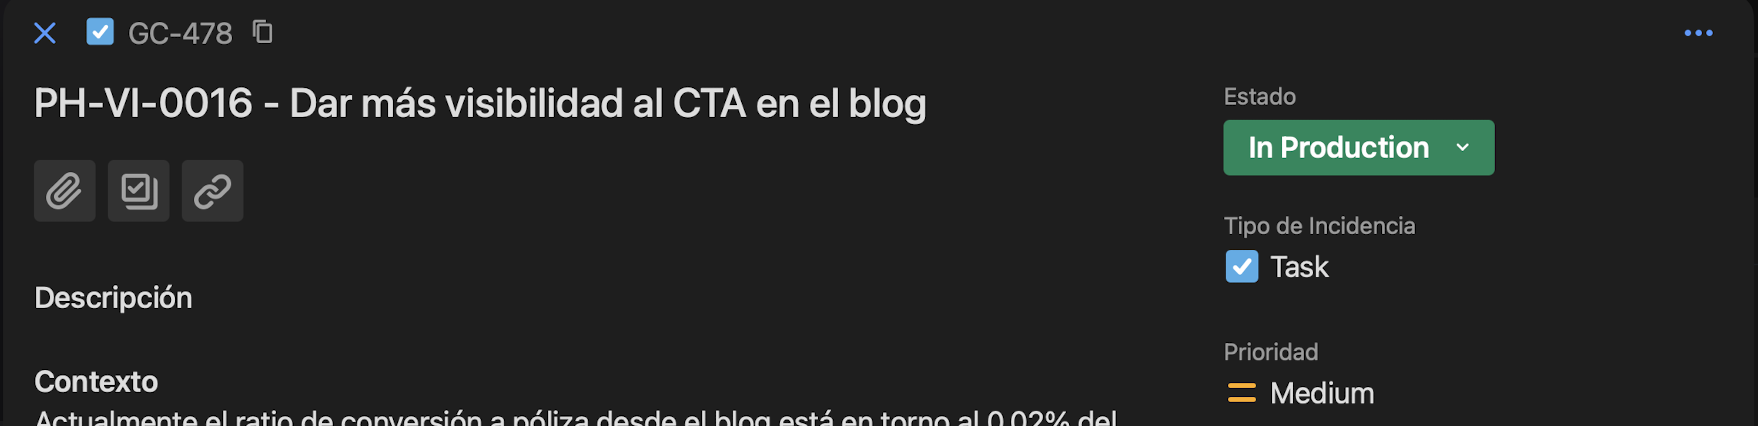 GC-478
PH-VI-0016 - Dar más visibilidad al CTA en el blog
Descripción
Contexto
Actualmente el ratio de conversión a póliza desde el blog está en torno al 0,02% del
Estado
In Production
Tipo de Incidencia
Task
Prioridad
Medium